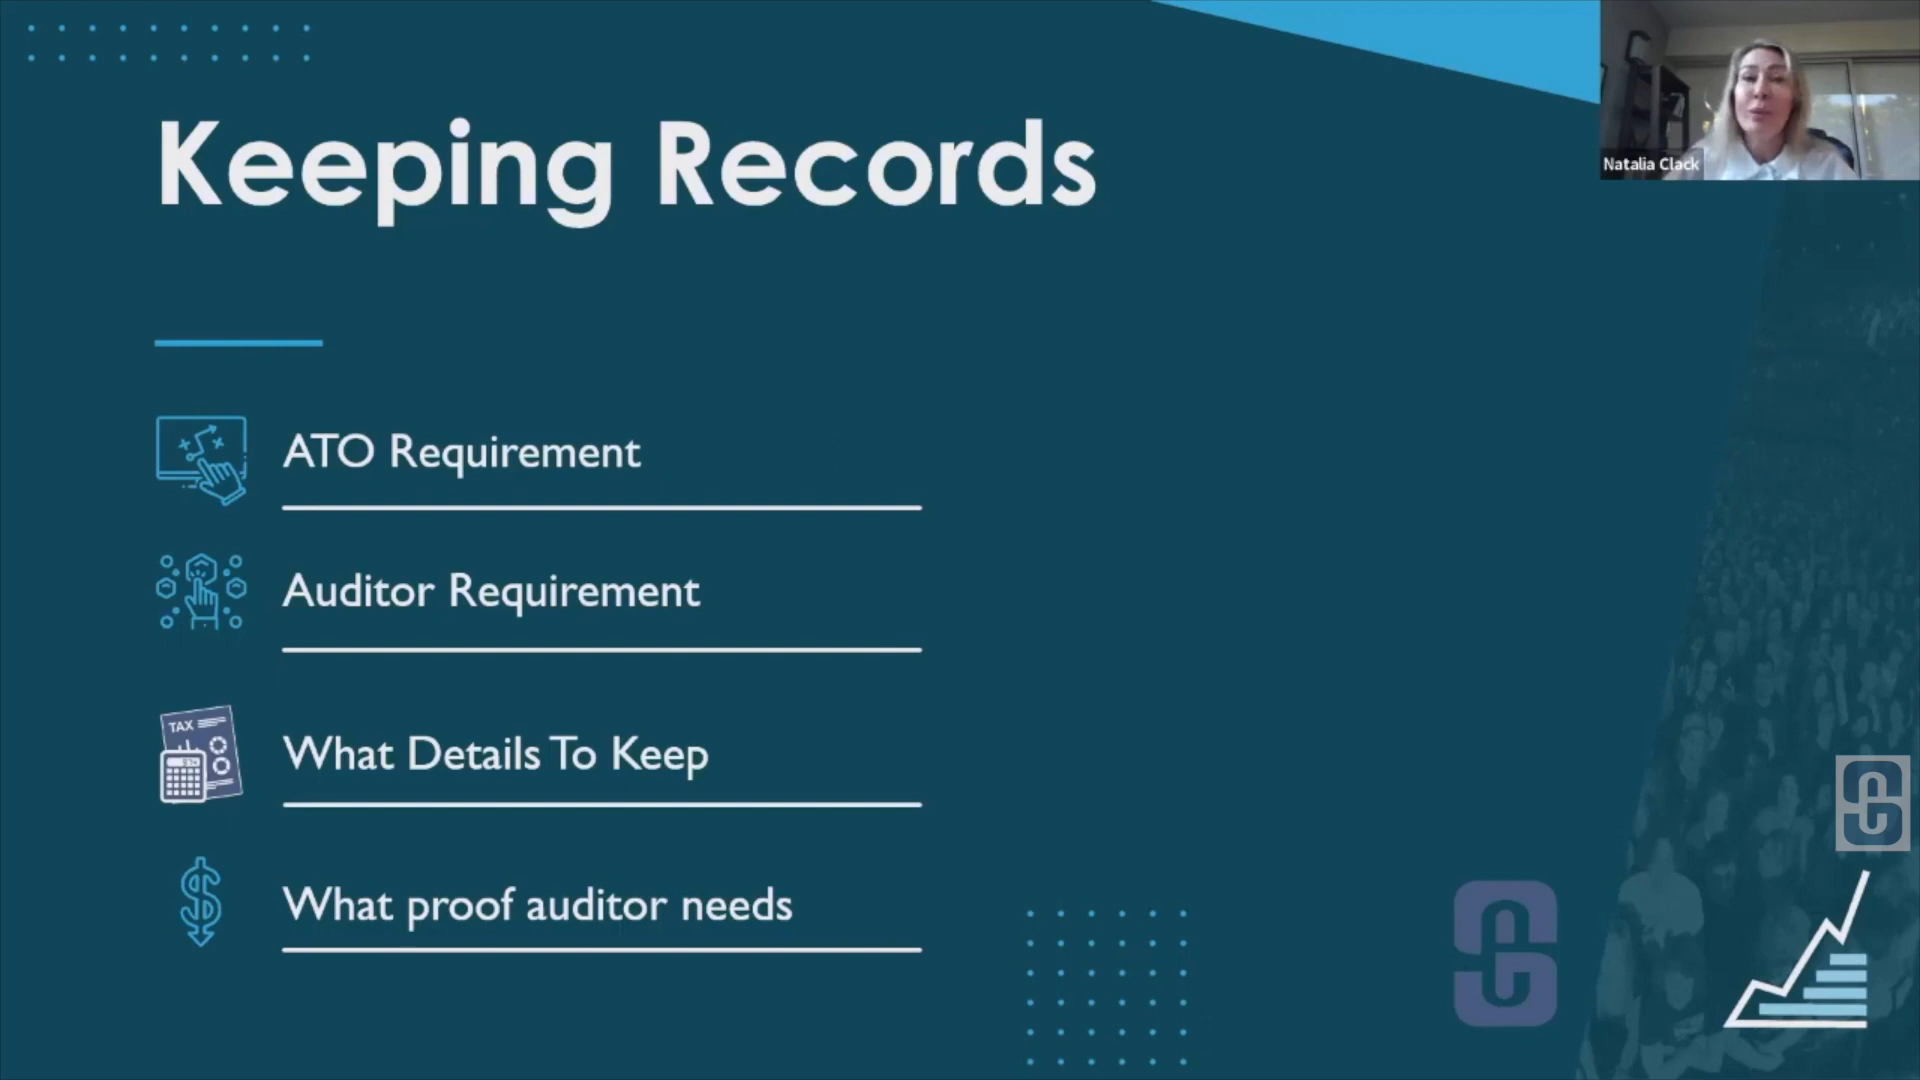 Keeping Records
Natalia Clack
ATO Requirement
Auditor Requirement
TAX
What Details To Keep
What proof auditor needs